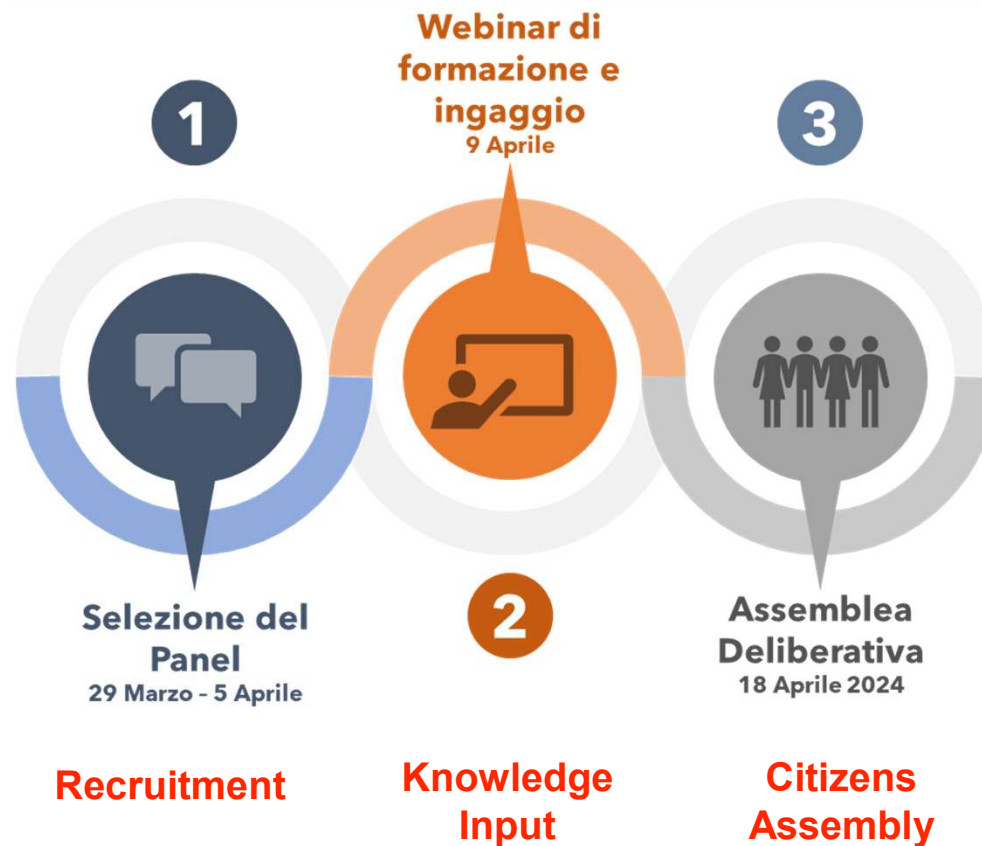 1
Selezione del
Panel
29 Marzo – 5 Aprile
Webinar di
formazione e
ingaggio
9 Aprile
2
3
Assemblea
Deliberativa
18 Aprile 2024
Recruitment
Knowledge
Input
Citizens
Assembly